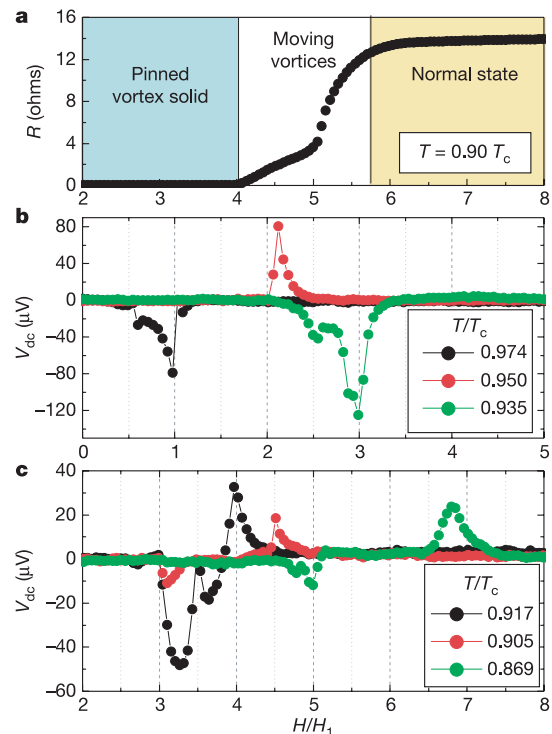 a
16
12
8
4
0
R (ohms)
Pinned
vortex solid
Moving
vortices
Normal state
T = 0.90 Tc
2 3 4 5 6 7 8
b
80
40
0
−40
−80
−120
Vdc (μV)
T/Tc
0.974
0.950
0.935
0 1 2 3 4 5
c
40
20
0
−20
−40
−60
Vdc (μV)
T/Tc
0.917
0.905
0.869
2 3 4 5 6 7 8
H/H1